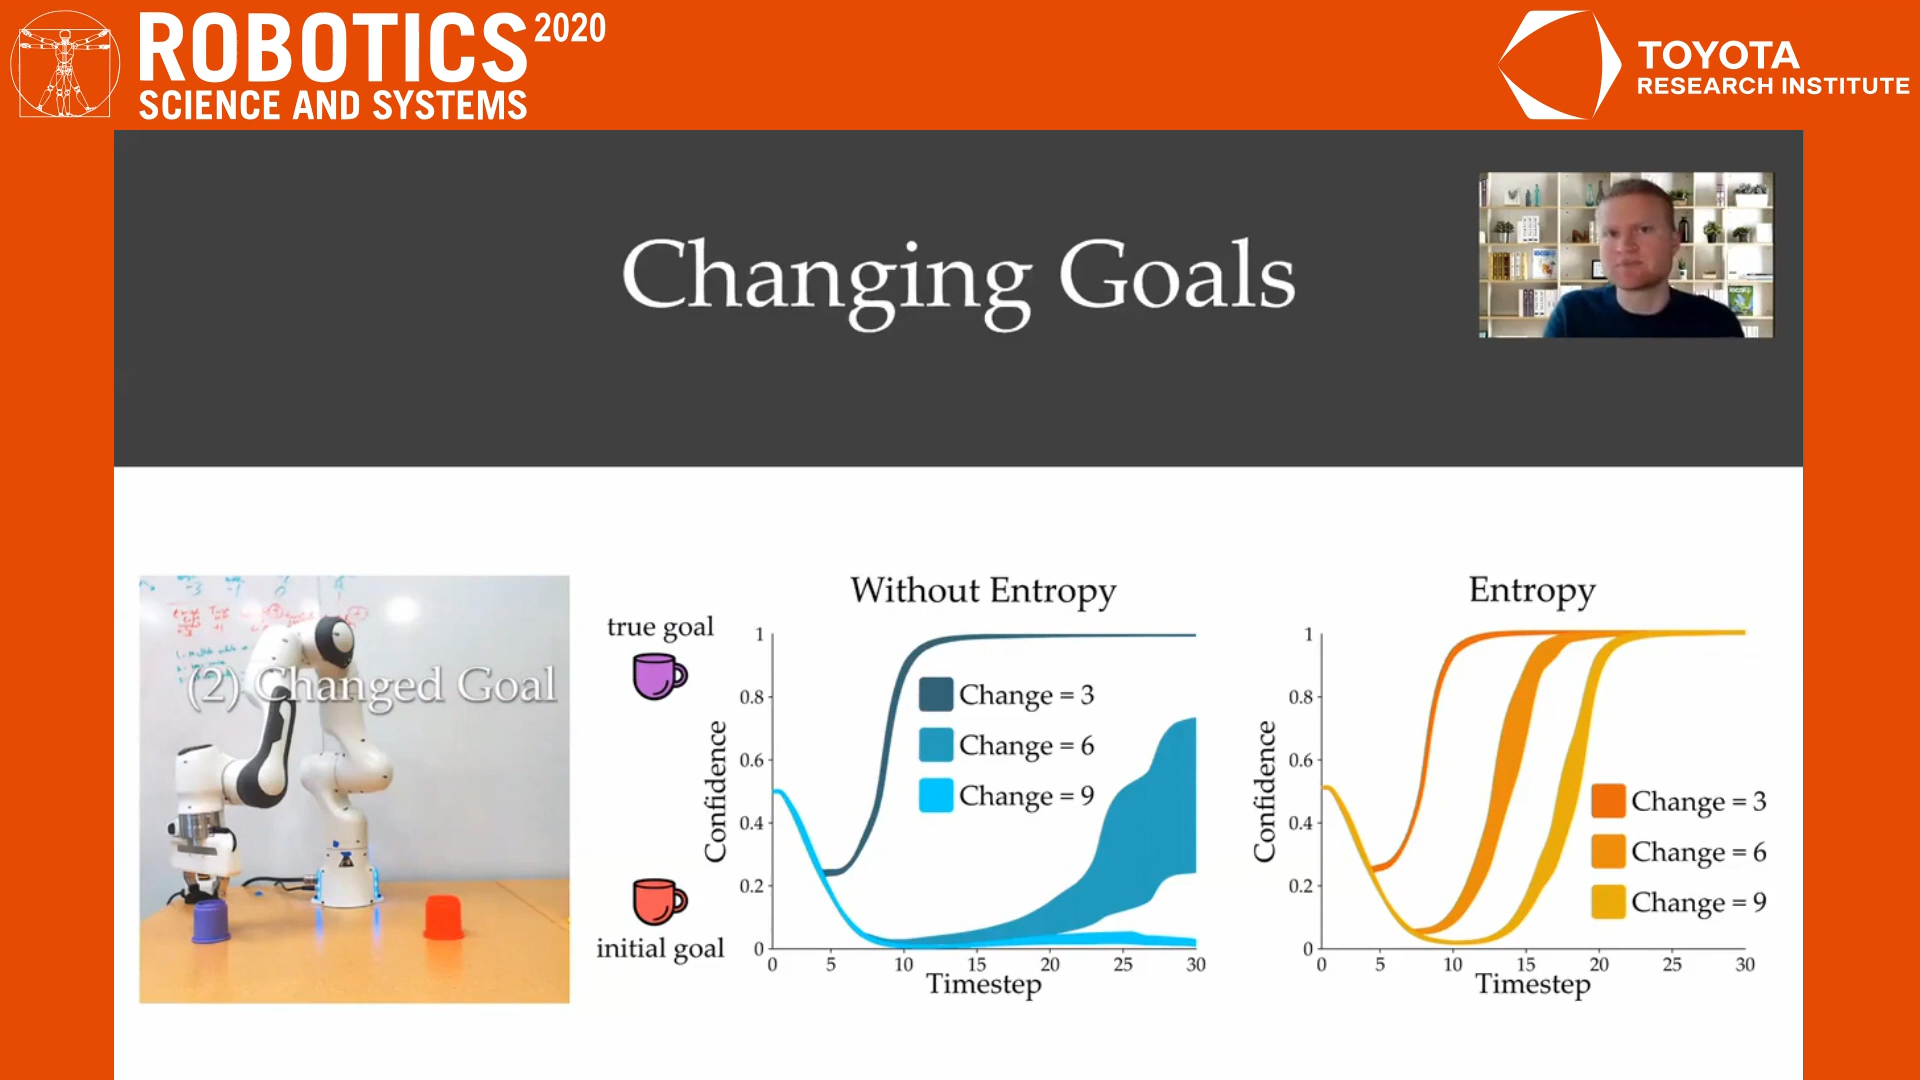 ROBOTICS 2020
SCIENCE AND SYSTEMS
TOYOTA
RESEARCH INSTITUTE
Changing Goals
(2) Changed Goal
true goal
initial goal
Without Entropy
Confidence
1
0.8
0.6
0.4
0.2
0
0 5 10 15 20 25 30
Timestep
Change = 3
Change = 6
Change = 9
Entropy
Confidence
1
0.8
0.6
0.4
0.2
0
0 5 10 15 20 25 30
Timestep
Change = 3
Change = 6
Change = 9